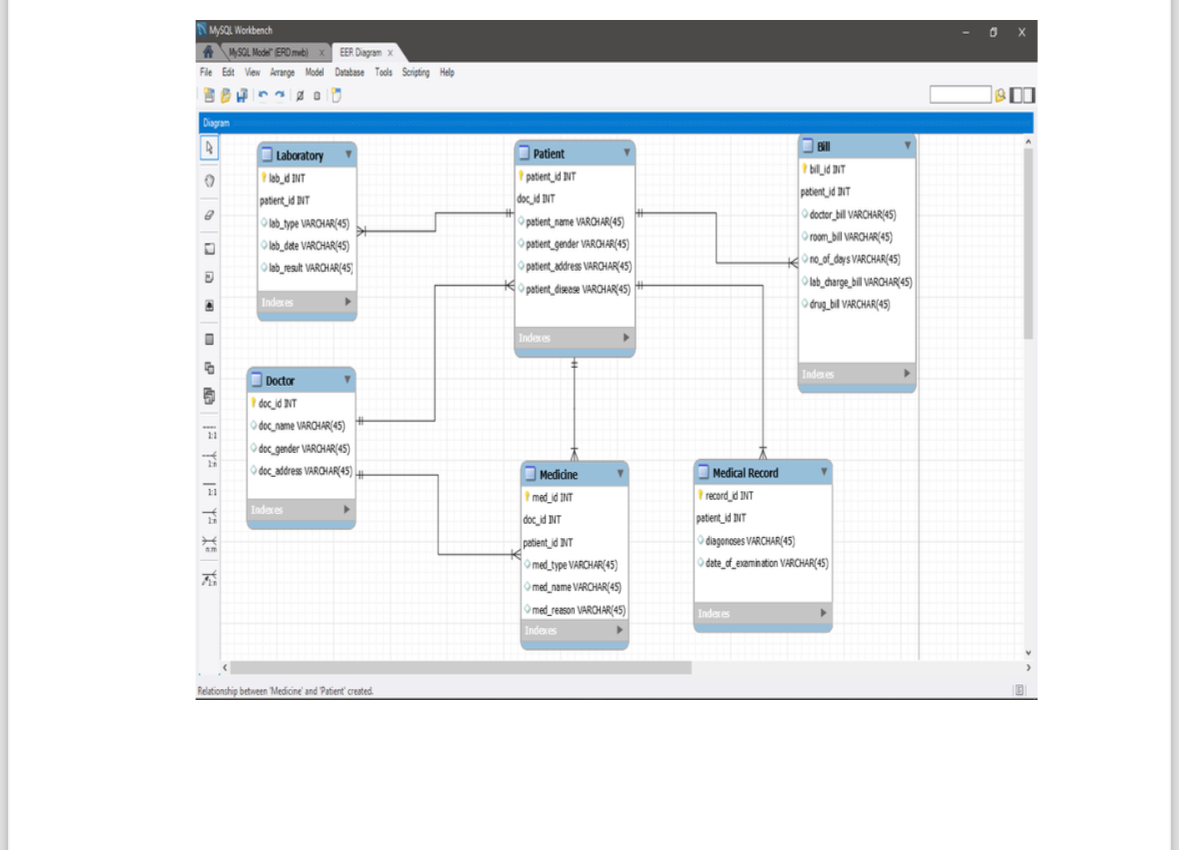 MySQL Workbench
MySQL Model* (ERD.mwb) X
EER Diagram X
File Edit View Arrange Model Database Tools Scripting Help
Diagram
Laboratory
lab_id INT
patient_id INT
lab_type VARCHAR(45)
lab_date VARCHAR(45)
lab_result VARCHAR(45)
Indexes
Patient
patient_id INT
doc_id INT
patient_name VARCHAR(45)
patient_gender VARCHAR(45)
patient_address VARCHAR(45)
patient_disease VARCHAR(45)
Indexes
Bill
bill_id INT
patient_id INT
doctor_bill VARCHAR(45)
room_bill VARCHAR(45)
no_of_days VARCHAR(45)
lab_charge_bill VARCHAR(45)
drug_bill VARCHAR(45)
Indexes
Doctor
doc_id INT
doc_name VARCHAR(45)
doc_gender VARCHAR(45)
doc_address VARCHAR(45)
Indexes
Medicine
med_id INT
doc_id INT
patient_id INT
med_type VARCHAR(45)
med_name VARCHAR(45)
med_reason VARCHAR(45)
Indexes
Medical Record
record_id INT
patient_id INT
diagonoses VARCHAR(45)
date_of_examination VARCHAR(45)
Indexes
1:1
1:n
1:1
1:n
n:m
1:n
Relationship between 'Medicine' and 'Patient' created.